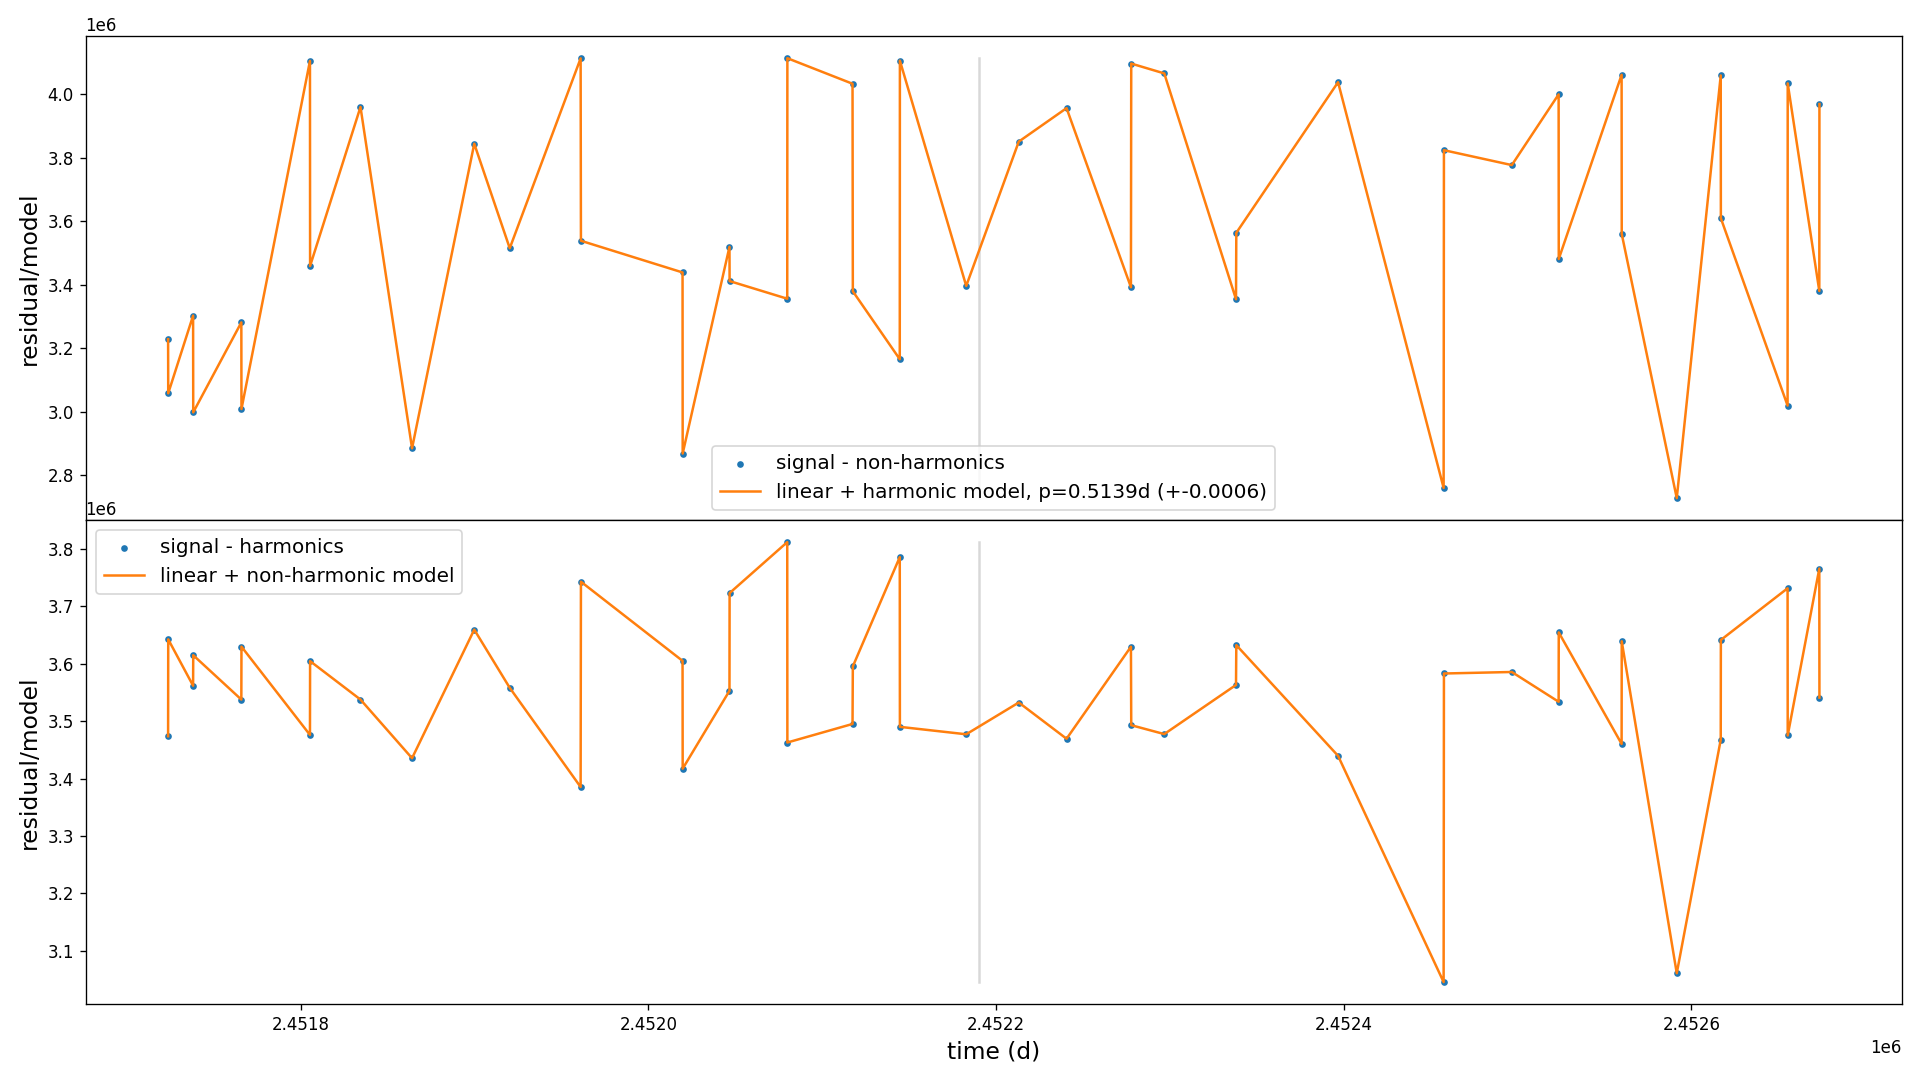 1e6
4.0
3.8
3.6
3.4
3.2
3.0
2.8
residual/model
signal - non-harmonics
linear + harmonic model, p=0.5139d (+-0.0006)
1e6
signal - harmonics
linear + non-harmonic model
3.8
3.7
3.6
3.5
3.4
3.3
3.2
3.1
residual/model
2.4518 2.4520 2.4522 2.4524 2.4526
time (d)
1e6